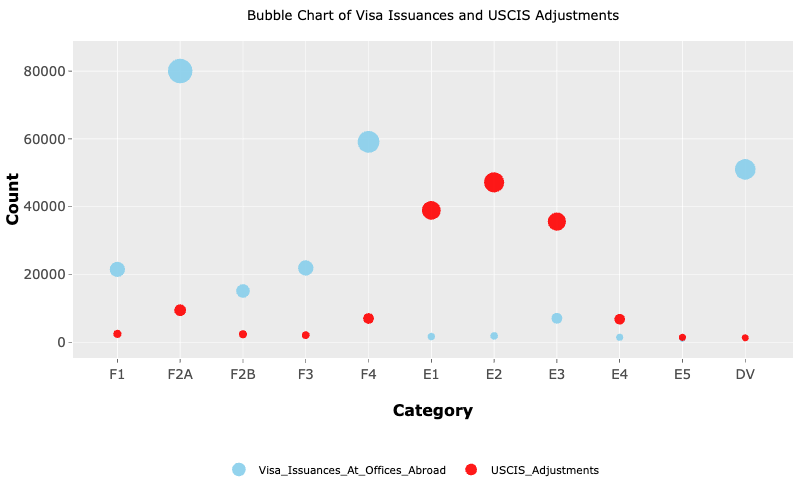 Bubble Chart of Visa Issuances and USCIS Adjustments
80000
60000
40000
20000
0
Count
F1 F2A F2B F3 F4 E1 E2 E3 E4 E5 DV
Category
Visa_Issuances_At_Offices_Abroad USCIS_Adjustments